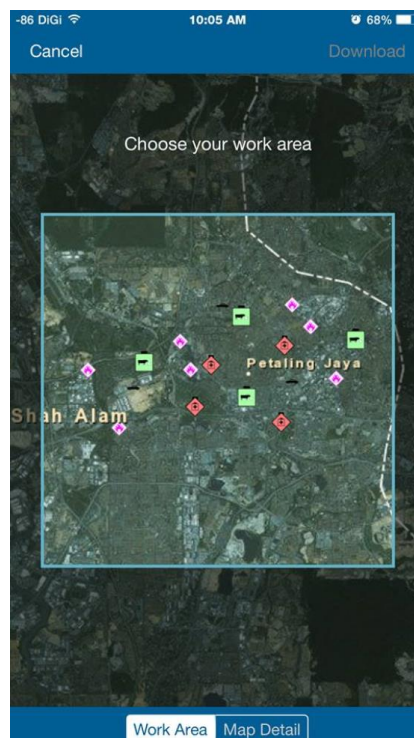 -86 DiGi 10:05 AM 68%
Cancel Download
Choose your work area
Petaling Jaya
Shah Alam
Work Area Map Detail